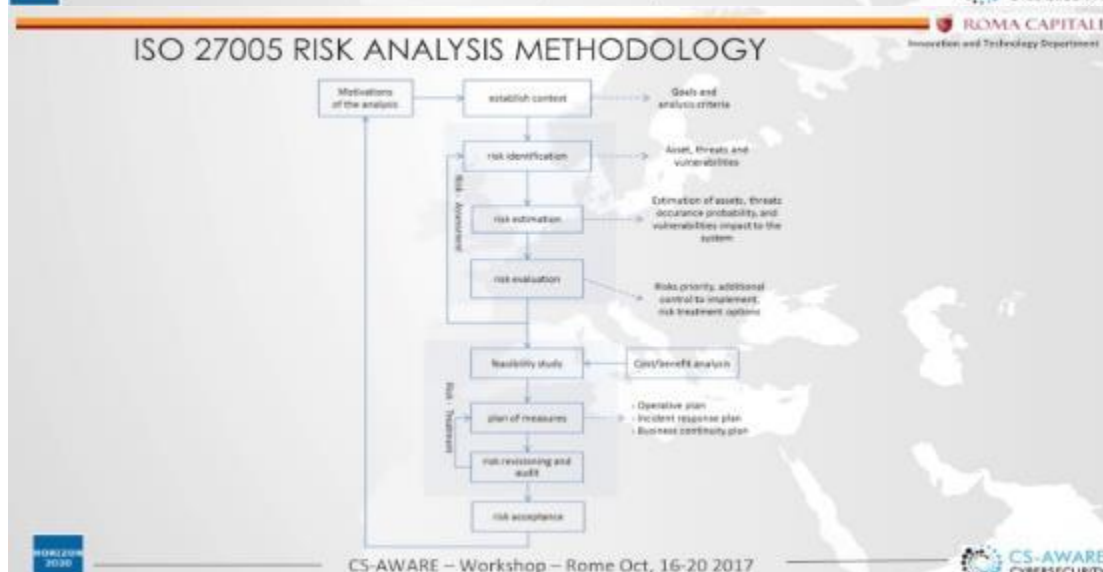 ROMA CAPITALE
Innovation and Technology Department
ISO 27005 RISK ANALYSIS METHODOLOGY
Motivations
of the analysis
establish context
Goals and
analysis criteria
risk identification
Asset, threats and
vulnerabilities
Risk - Assessment
risk estimation
Estimation of assets, threats
occurance probability, and
vulnerabilities impact to the
system
risk evaluation
Risks priority, additional
control to implement,
risk treatment options
feasibility study
Cost/benefit analysis
Risk - Treatment
plan of measures
- Operative plan
- Incident response plan
- Business continuity plan
risk revisioning and
audit
risk acceptance
HORIZON
2020
CS-AWARE – Workshop – Rome Oct, 16-20 2017
CS-AWARE
CYBERSECURITY